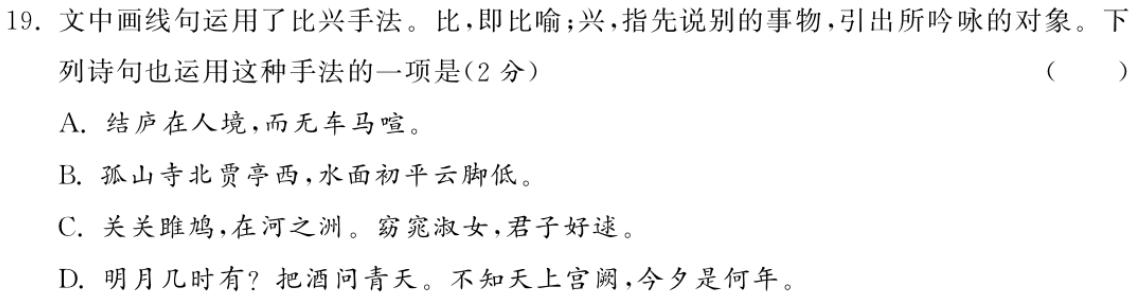 19. 文中画线句运用了比兴手法。比,即比喻;兴,指先说别的事物,引出所吟咏的对象。下
列诗句也运用这种手法的一项是(2分) (  )
A. 结庐在人境,而无车马喧。
B. 孤山寺北贾亭西,水面初平云脚低。
C. 关关雎鸠,在河之洲。窈窕淑女,君子好逑。
D. 明月几时有?把酒问青天。不知天上宫阙,今夕是何年。